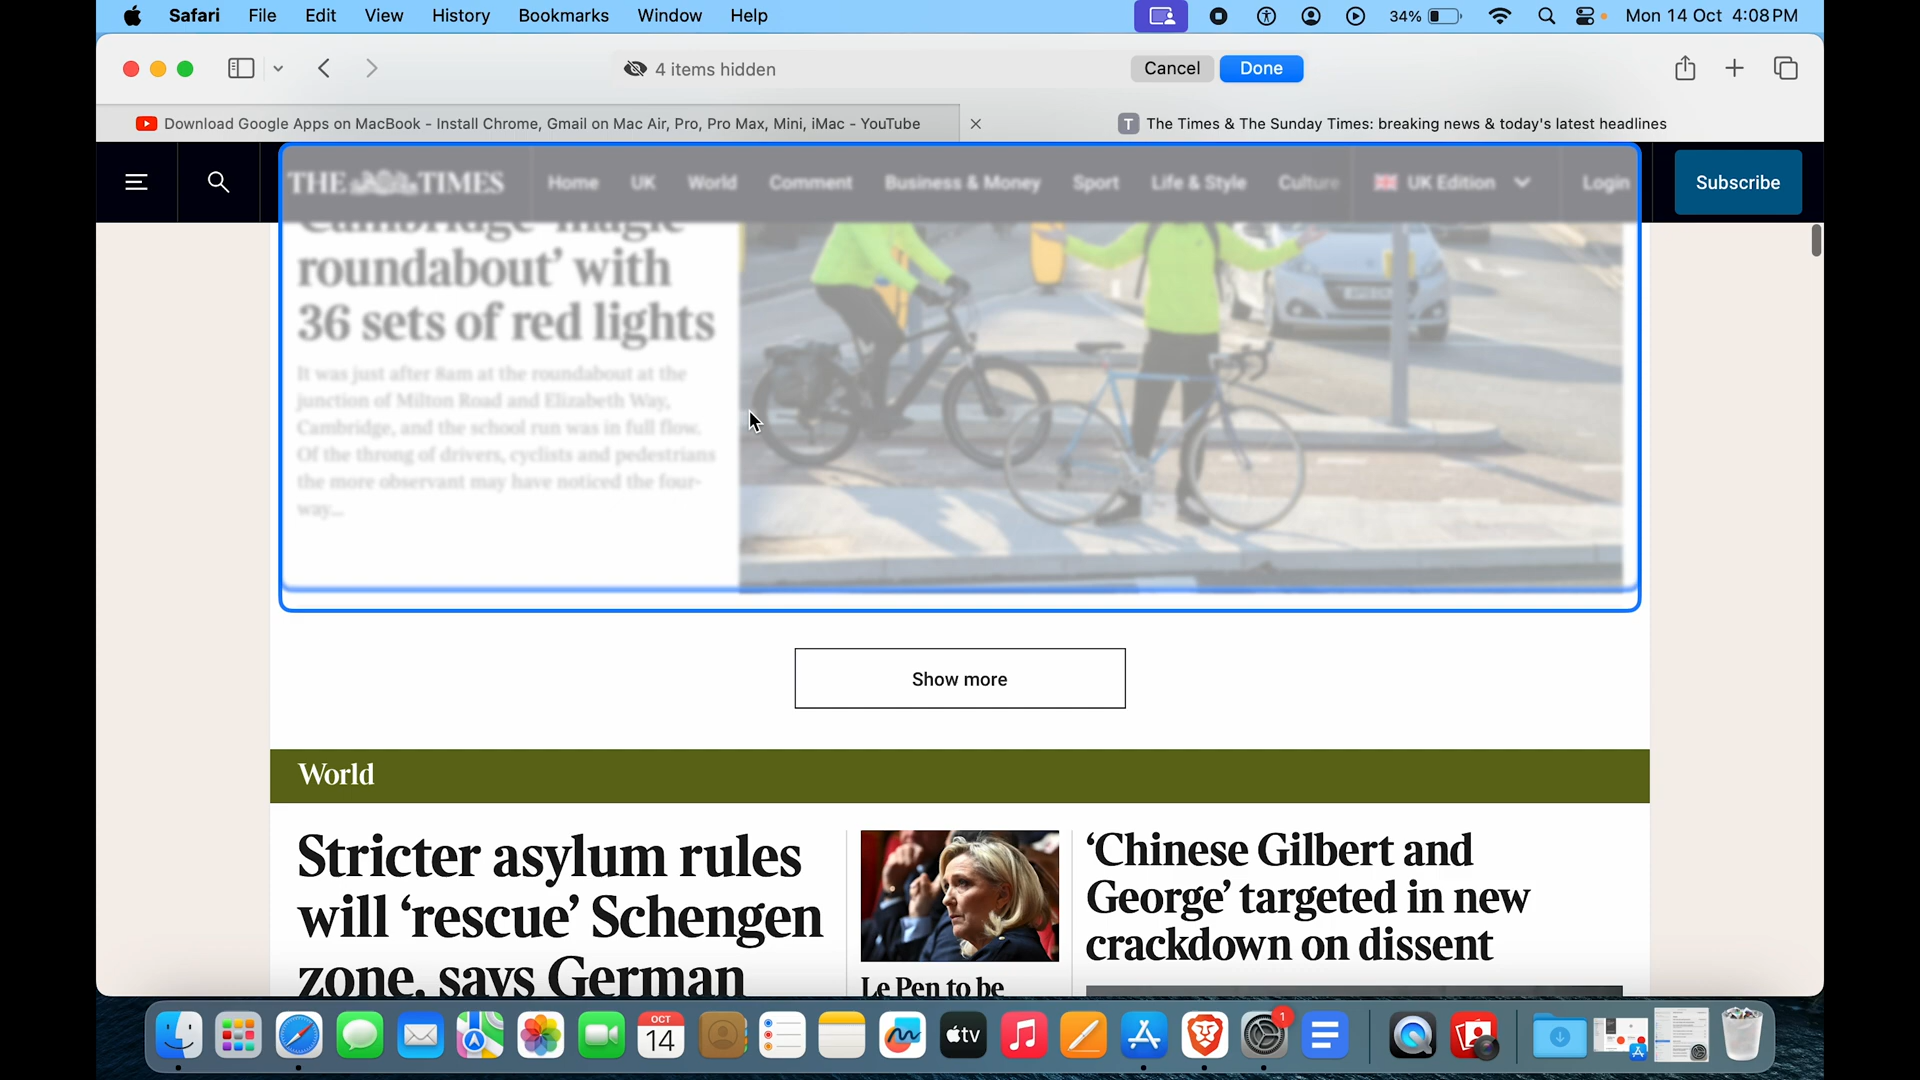 Safari File Edit View History Bookmarks Window Help 34% Mon 14 Oct 4:08 PM
4 items hidden Cancel Done
Download Google Apps on MacBook - Install Chrome, Gmail on Mac Air, Pro, Pro Max, Mini, iMac - YouTube
T The Times & The Sunday Times: breaking news & today's latest headlines
THE TIMES Home UK World Comment Business & Money Sport Life & Style Culture UK Edition Login Subscribe
Cambridge 'magic
roundabout' with
36 sets of red lights
It was just after 8am at the roundabout at the
junction of Milton Road and Elizabeth Way,
Cambridge, and the school run was in full flow.
Of the throng of drivers, cyclists and pedestrians
the more observant may have noticed the four-
way...
Show more
World
Stricter asylum rules
will ‘rescue’ Schengen
zone, says German
Le Pen to be
‘Chinese Gilbert and
George’ targeted in new
crackdown on dissent
OCT
14
tv
1